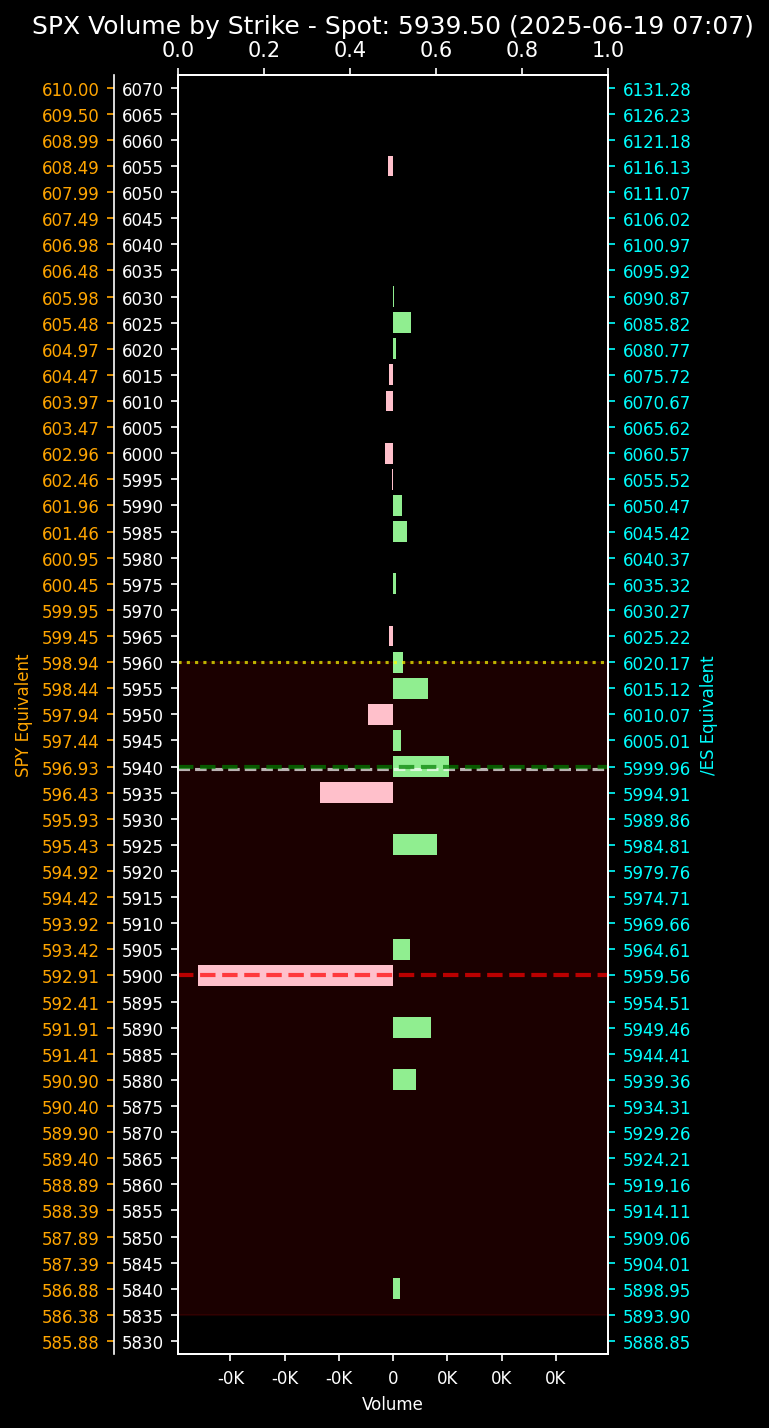 SPX Volume by Strike - Spot: 5939.50 (2025-06-19 07:07)
0.0 0.2 0.4 0.6 0.8 1.0
610.00 6070 6131.28
609.50 6065 6126.23
608.99 6060 6121.18
608.49 6055 6116.13
607.99 6050 6111.07
607.49 6045 6106.02
606.98 6040 6100.97
606.48 6035 6095.92
605.98 6030 6090.87
605.48 6025 6085.82
604.97 6020 6080.77
604.47 6015 6075.72
603.97 6010 6070.67
603.47 6005 6065.62
602.96 6000 6060.57
602.46 5995 6055.52
601.96 5990 6050.47
601.46 5985 6045.42
600.95 5980 6040.37
600.45 5975 6035.32
599.95 5970 6030.27
599.45 5965 6025.22
598.94 5960 6020.17
598.44 5955 6015.12
597.94 5950 6010.07
597.44 5945 6005.01
596.93 5940 5999.96
596.43 5935 5994.91
595.93 5930 5989.86
595.43 5925 5984.81
594.92 5920 5979.76
594.42 5915 5974.71
593.92 5910 5969.66
593.42 5905 5964.61
592.91 5900 5959.56
592.41 5895 5954.51
591.91 5890 5949.46
591.41 5885 5944.41
590.90 5880 5939.36
590.40 5875 5934.31
589.90 5870 5929.26
589.40 5865 5924.21
588.89 5860 5919.16
588.39 5855 5914.11
587.89 5850 5909.06
587.39 5845 5904.01
586.88 5840 5898.95
586.38 5835 5893.90
585.88 5830 5888.85
SPY Equivalent
/ES Equivalent
-0K -0K -0K 0 0K 0K 0K
Volume